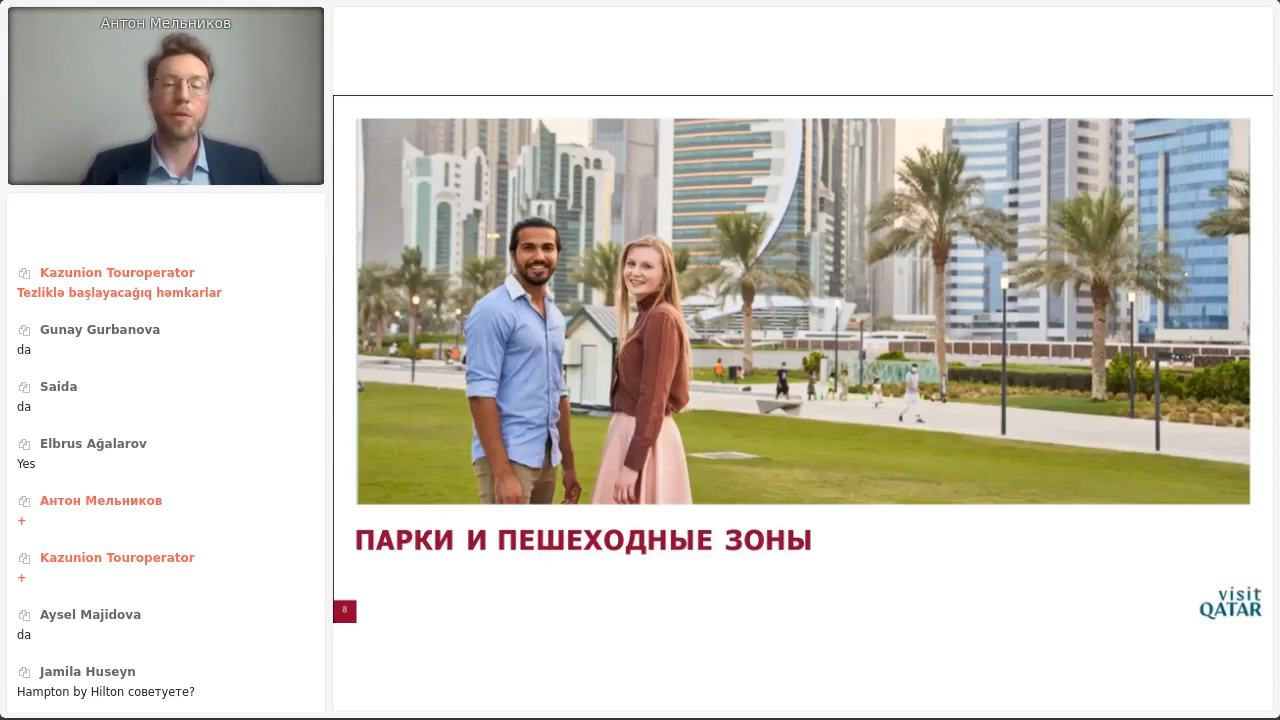 Антон Мельников
Kazunion Touroperator
Tezliklə başlayacağıq həmkarlar
Gunay Gurbanova
da
Saida
da
Elbrus Ağalarov
Yes
Антон Мельников
+
Kazunion Touroperator
+
Aysel Majidova
da
Jamila Huseyn
Hampton by Hilton советуете?
ПАРКИ И ПЕШЕХОДНЫЕ ЗОНЫ
8
visit
QATAR